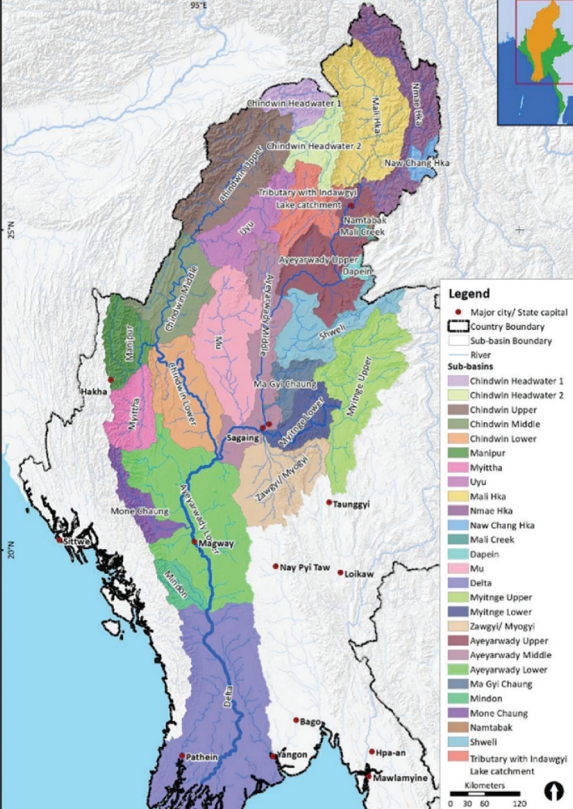 95°E
Chindwin Headwater 1
Mali Hka
Nmae Hka
Chindwin Headwater 2
Chindwin Upper
Naw Chang Hka
Tributary with Indawgyi
Lake catchment
25°N
Uyu
Namtabak
Mali Creek
Ayeyarwady Upper
Dapein
Chindwin Middle
Ayeyarwady Middle
Manipur
Mu
Shweli
Hakha
Chindwin Lower
Ma Gyi Chaung
Myitnge Upper
Myittha
Myitnge Lower
Sagaing
Zawgyi/ Myogyi
Ayeyarwady Lower
Mone Chaung
Taunggyi
20°N
Sittwe
Magway
Nay Pyi Taw
Loikaw
Mindon
Delta
Bago
Pathein
Yangon
Hpa-an
Mawlamyine
Legend
Major city/ State capital
Country Boundary
Sub-basin Boundary
River
Sub-basins
Chindwin Headwater 1
Chindwin Headwater 2
Chindwin Upper
Chindwin Middle
Chindwin Lower
Manipur
Myittha
Uyu
Mali Hka
Nmae Hka
Naw Chang Hka
Mali Creek
Dapein
Mu
Delta
Myitnge Upper
Myitnge Lower
Zawgyi/ Myogyi
Ayeyarwady Upper
Ayeyarwady Middle
Ayeyarwady Lower
Ma Gyi Chaung
Mindon
Mone Chaung
Namtabak
Shweli
Tributary with Indawgyi
Lake catchment
Kilometers
30 60 120